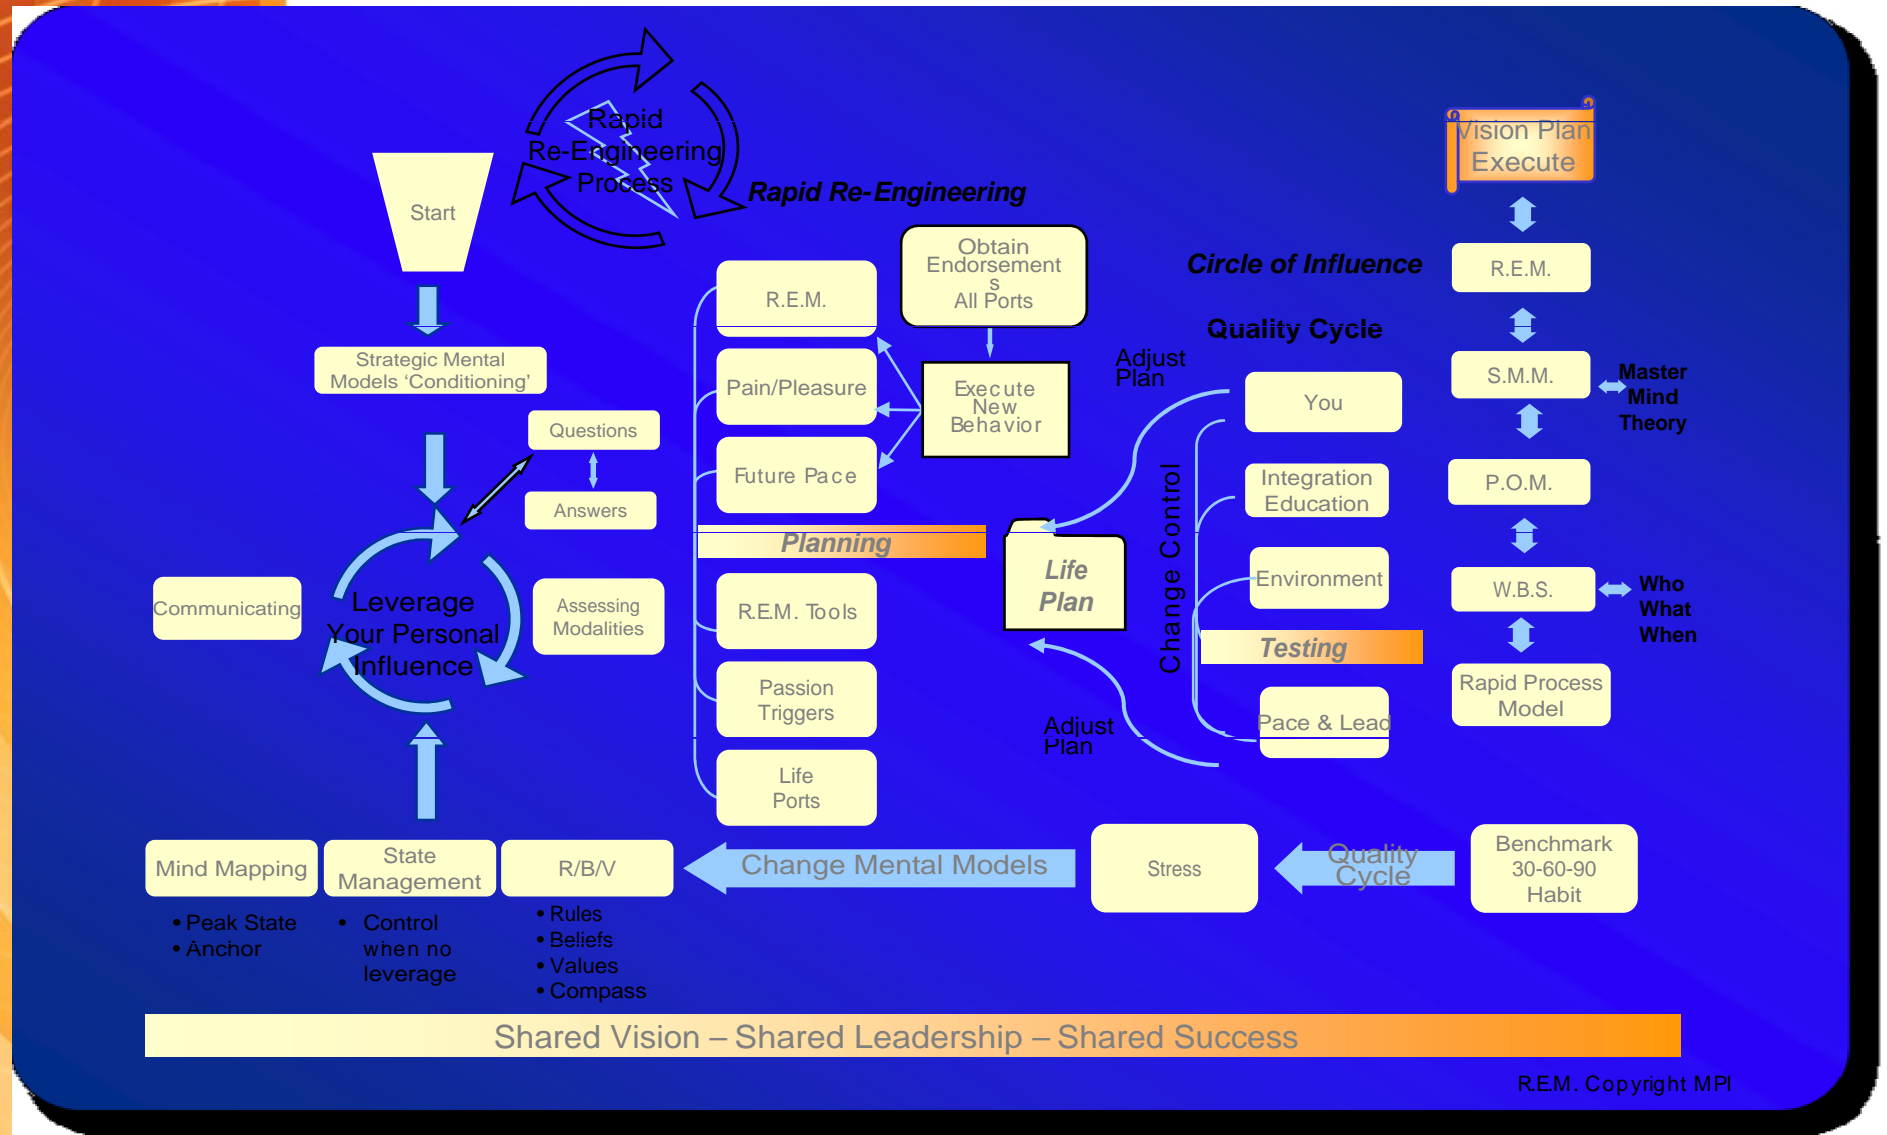 Rapid
Re-Engineering
Process
Start
Strategic Mental
Models ‘Conditioning’
Questions
Answers
Communicating
Leverage
Your Personal
Influence
Assessing
Modalities
Mind Mapping
• Peak State
• Anchor
State
Management
• Control
when no
leverage
R/B/V
• Rules
• Beliefs
• Values
• Compass
Rapid Re-Engineering
R.E.M.
Pain/Pleasure
Future Pace
Planning
R.E.M. Tools
Passion
Triggers
Life
Ports
Obtain
Endorsement
s
All Ports
Execute
New
Behavior
Life
Plan
Adjust
Plan
Adjust
Plan
Circle of Influence
Quality Cycle
Change Control
You
Integration
Education
Environment
Testing
Pace & Lead
Vision Plan
Execute
R.E.M.
S.M.M.
Master
Mind
Theory
P.O.M.
W.B.S.
Who
What
When
Rapid Process
Model
Change Mental Models
Stress
Quality
Cycle
Benchmark
30-60-90
Habit
Shared Vision – Shared Leadership – Shared Success
R.E.M. Copyright MPI